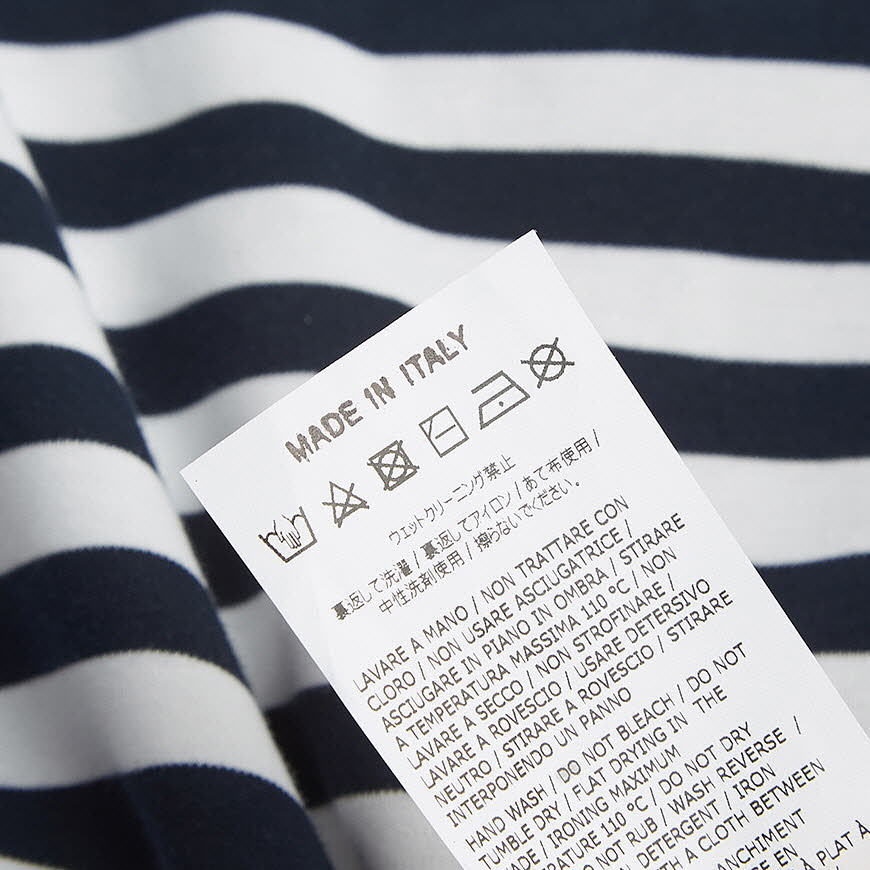 MADE IN ITALY
ウェットクリーニング禁止
裏返して洗濯 / 裏返してアイロン / あて布使用 /
中性洗剤使用 / 擦らないでください。
LAVARE A MANO / NON TRATTARE CON
CLORO / NON USARE ASCIUGATRICE /
ASCIUGARE IN PIANO IN OMBRA / STIRARE
A TEMPERATURA MASSIMA 110 °C / NON
LAVARE A SECCO / NON STROFINARE /
LAVARE A ROVESCIO / USARE DETERSIVO
NEUTRO / STIRARE A ROVESCIO / STIRARE
INTERPONENDO UN PANNO
HAND WASH / DO NOT BLEACH / DO NOT
TUMBLE DRY / FLAT DRYING IN THE
/ IRONING MAXIMUM
110 °C / DO NOT DRY
NOT RUB / WASH REVERSE /
DETERGENT / IRON
A CLOTH BETWEEN
EN
À PLAT À